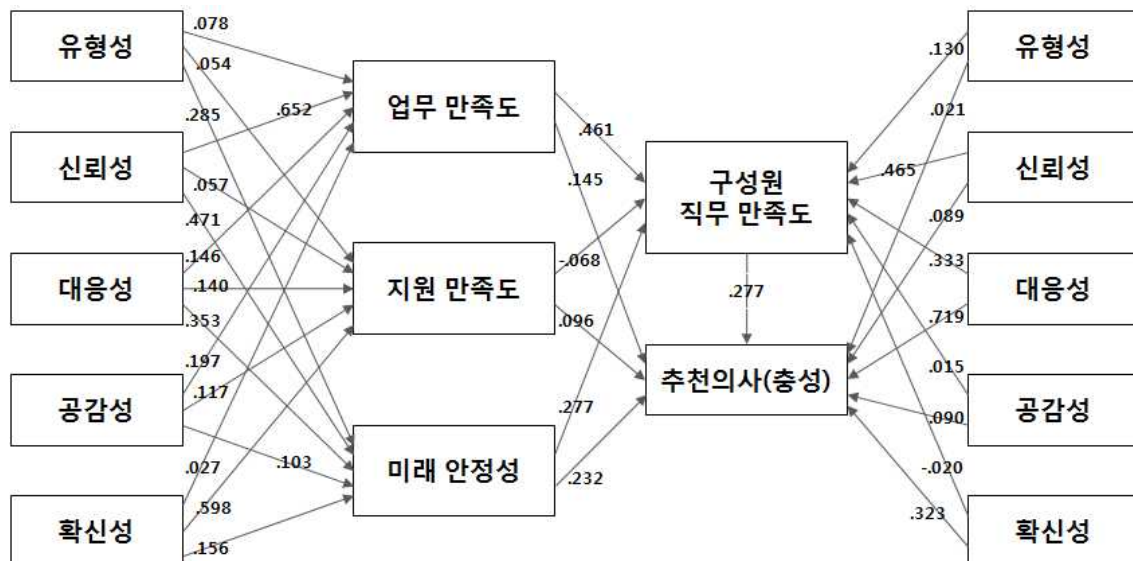 유형성
신뢰성
대응성
공감성
확신성
.078
.054
.285
.652
.057
.471
.146
.140
.353
.197
.117
.103
.027
.598
.156
업무 만족도
지원 만족도
미래 안정성
.461
.145
-.068
.096
.277
.232
구성원
직무 만족도
.277
추천의사(충성)
.130
.021
.465
.089
.333
.719
.015
.090
-.020
.323
유형성
신뢰성
대응성
공감성
확신성